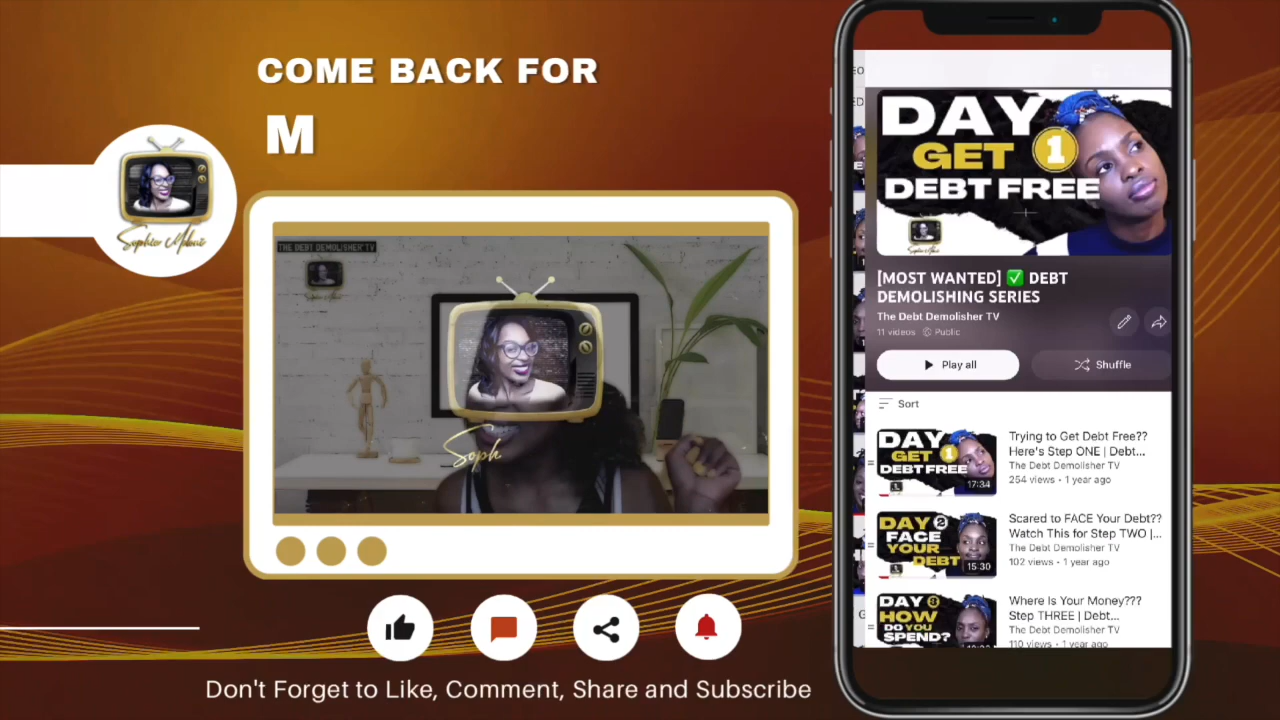 COME BACK FOR
M
Sophie
THE DEBT DEMOLISHER TV
Soph
Don't Forget to Like, Comment, Share and Subscribe
DAY 1
GET
DEBT FREE
[MOST WANTED] ✅ DEBT
DEMOLISHING SERIES
The Debt Demolisher TV
11 videos • Public
Play all
Shuffle
Sort
DAY
GET 1
DEBT FREE
17:34
Trying to Get Debt Free??
Here's Step ONE | Debt...
The Debt Demolisher TV
254 views • 1 year ago
DAY 2
FACE
YOUR
DEBT
15:30
Scared to FACE Your Debt??
Watch This for Step TWO |...
The Debt Demolisher TV
102 views • 1 year ago
DAY 3
HOW
DO YOU
SPEND?
Where Is Your Money???
Step THREE | Debt...
The Debt Demolisher TV
110 views • 1 year ago